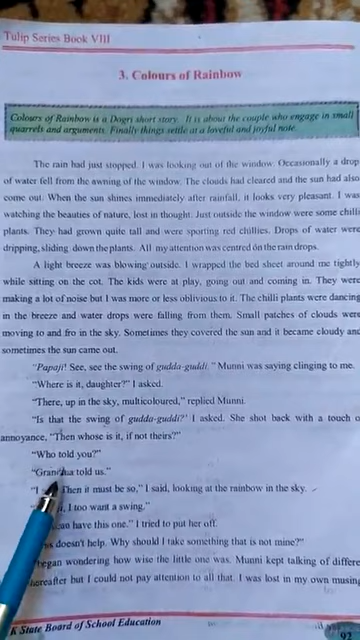 Tulip Series Book VIII
3. Colours of Rainbow
Colours of Rainbow is a Dogri short story. It is about the couple who engage in small
quarrels and arguments. Finally things settle at a loveful and joyful note.
The rain had just stopped. I was looking out of the window. Occasionally a drop
of water fell from the awning of the window. The clouds had cleared and the sun had also
come out. When the sun shines immediately after rainfall, it looks very pleasant. I was
watching the beauties of nature, lost in thought. Just outside the window were some chilli
plants. They had grown quite tall and were sporting red chillies. Drops of water were
dripping, sliding down the plants. All my attention was centred on the rain drops.
A light breeze was blowing outside. I wrapped the bed sheet around me tightly
while sitting on the cot. The kids were at play, going out and coming in. They were
making a lot of noise but I was more or less oblivious to it. The chilli plants were dancing
in the breeze and water drops were falling from them. Small patches of clouds were
moving to and fro in the sky. Sometimes they covered the sun and it became cloudy and
sometimes the sun came out.
"Papaji! See, see the swing of gudda-guddi." Munni was saying clinging to me.
"Where is it, daughter?" I asked.
"There, up in the sky, multicoloured," replied Munni.
"Is that the swing of gudda-guddi?' I asked. She shot back with a touch o
annoyance, "Then whose is it, if not theirs?"
"Who told you?"
told us."
"I Then it must be so," I said, looking at the rainbow in the sky.
I too want a swing."
have this one." I tried to put her off.
doesn't help. Why should I take something that is not mine?"
began wondering how wise the little one was. Munni kept talking of differe
hereafter but I could not pay attention to all that. I was lost in my own musing
K State Board of School Education